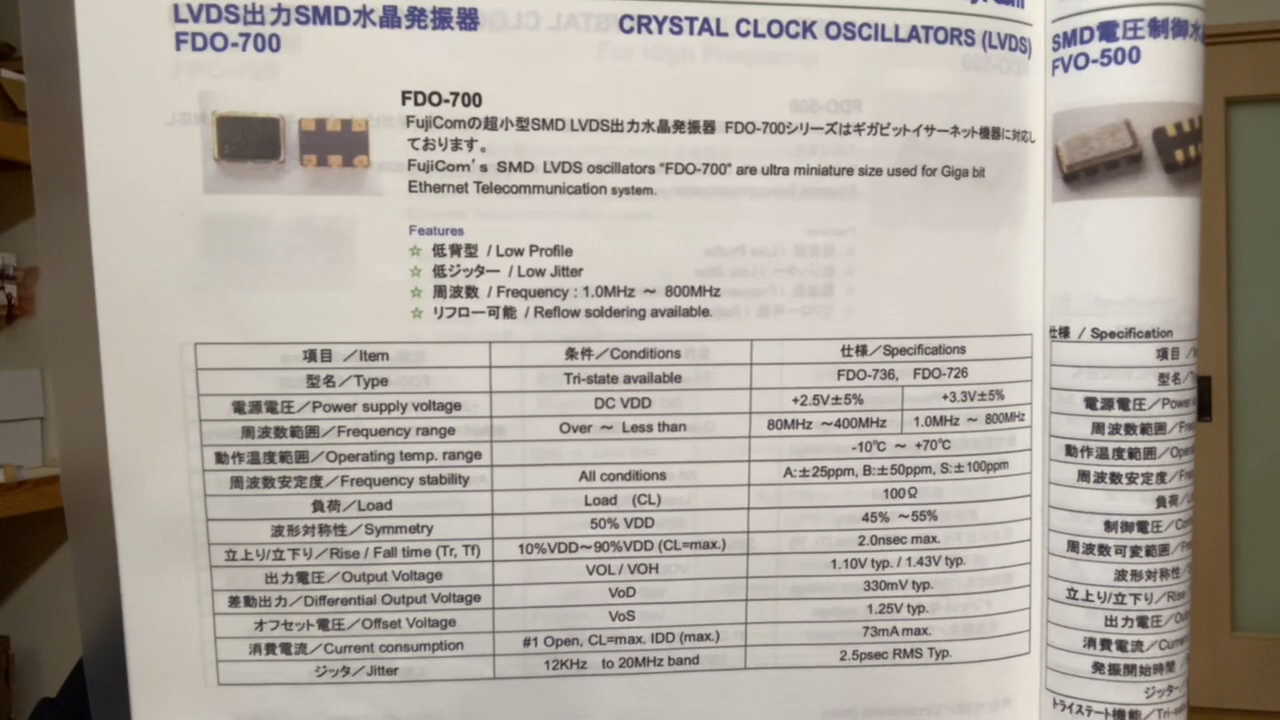 LVDS出力SMD水晶発振器
CRYSTAL CLOCK OSCILLATORS (LVDS)
FDO-700
FDO-700
FujiComの超小型SMD LVDS出力水晶発振器 FDO-700シリーズはギガビットイサーネット機器に対応し
ております。
FujiCom's SMD LVDS oscillators "FDO-700" are ultra miniature size used for Giga bit
Ethernet Telecommunication system.
Features
☆ 低背型 / Low Profile
☆ 低ジッター / Low Jitter
☆ 周波数 / Frequency : 1.0MHz ~ 800MHz
☆ リフロー可能 / Reflow soldering available.
項目 /Item 条件/Conditions 仕様/Specifications
型名/Type Tri-state available FDO-736, FDO-726
電源電圧/Power supply voltage DC VDD +2.5V±5% +3.3V±5%
周波数範囲/Frequency range Over ~ Less than 80MHz ~400MHz 1.0MHz ~ 800MHz
動作温度範囲/Operating temp. range -10℃ ~ +70℃
周波数安定度/Frequency stability All conditions A:±25ppm, B:±50ppm, S:±100ppm
負荷/Load Load (CL) 100Ω
波形対称性/Symmetry 50% VDD 45% ~55%
立上り/立下り/Rise / Fall time (Tr, Tf) 10%VDD~90%VDD (CL=max.) 2.0nsec max.
出力電圧/Output Voltage VOL / VOH 1.10V typ. / 1.43V typ.
差動出力/Differential Output Voltage VoD 330mV typ.
オフセット電圧/Offset Voltage VoS 1.25V typ.
消費電流/Current consumption #1 Open, CL=max. IDD (max.) 73mA max.
ジッタ/Jitter 12KHz to 20MHz band 2.5psec RMS Typ.
SMD電圧制御水
FVO-500
仕様 / Specification
項目
型名
電源電圧
周波数範囲
動作温度範囲
周波数安定度
負荷
制御電圧
周波数可変範囲
波形対称性
立上り/立下り/Rise
出力電圧
消費電流
発振開始時間
ジッター
トライステート機能